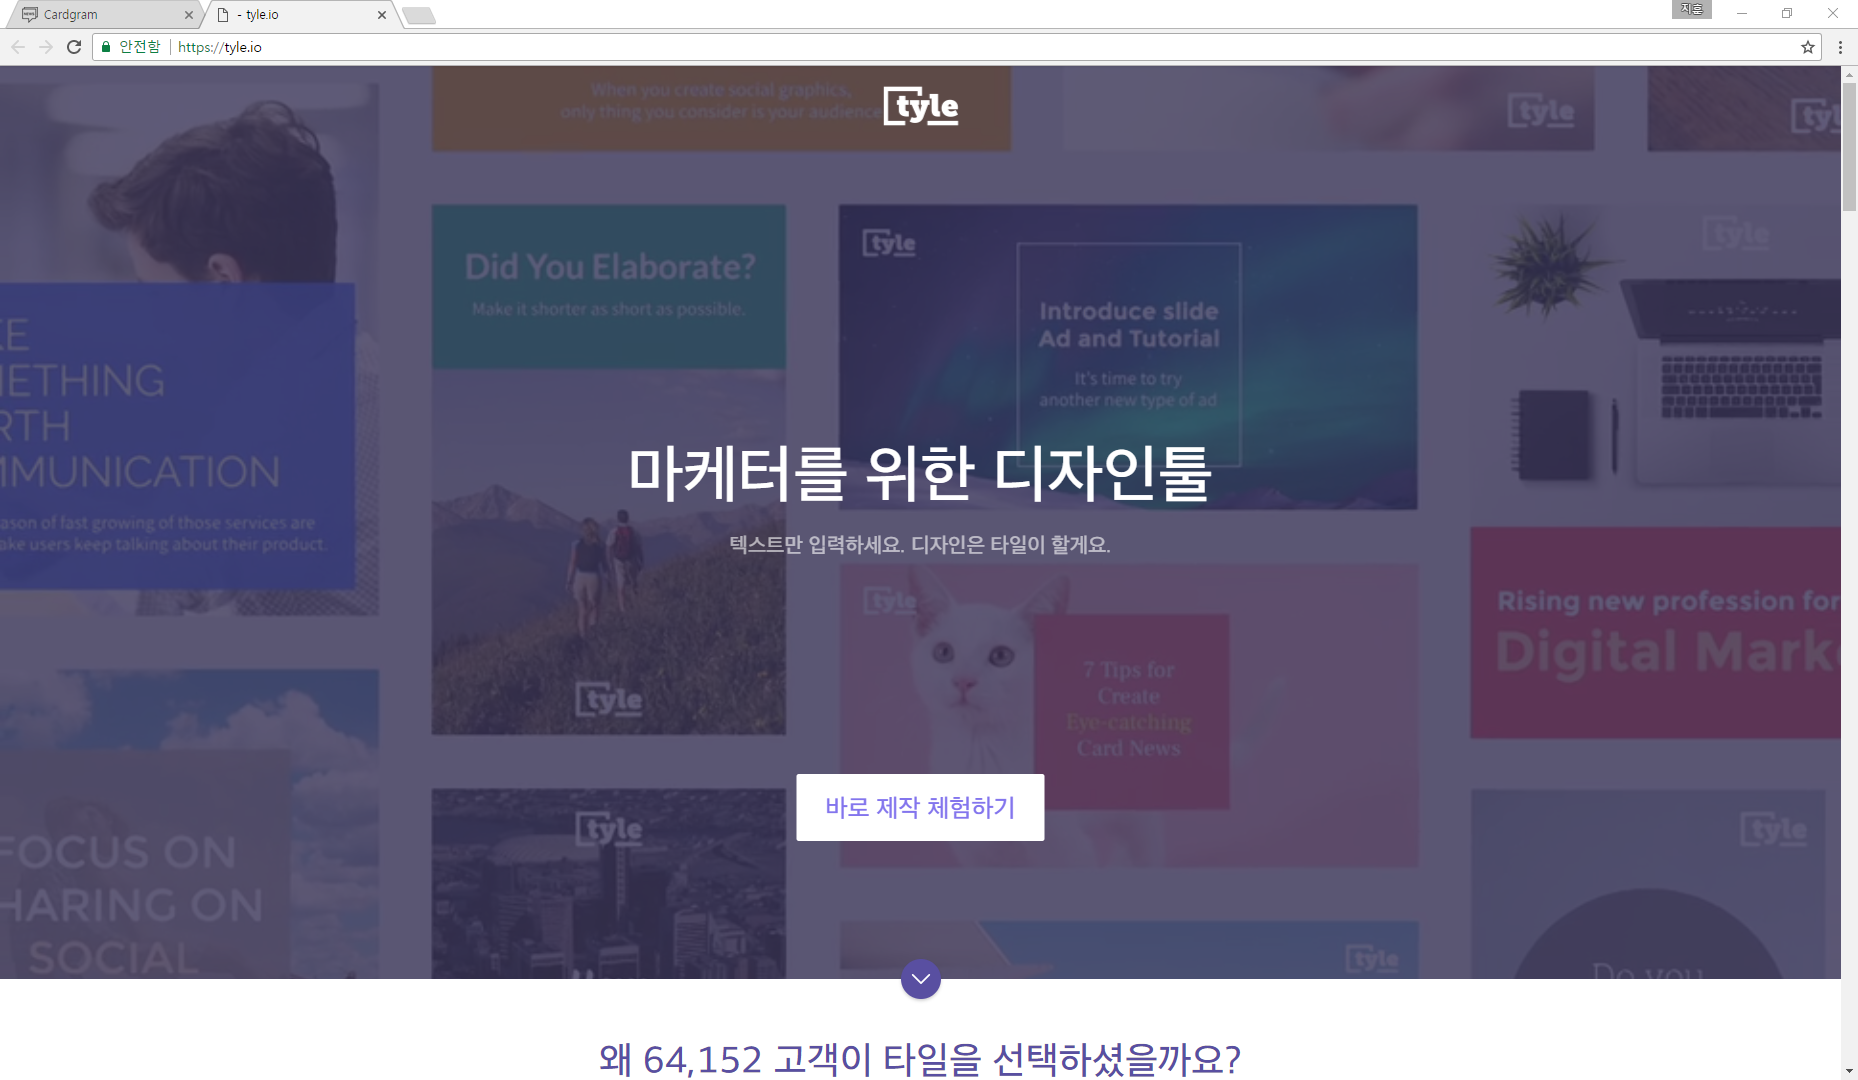 Cardgram
- tyle.io
지훈
안전함
https://tyle.io
When you create social graphics,
only thing you consider is your audience
tyle
tyle
Did You Elaborate?
Make it shorter as short as possible.
tyle
tyle
Introduce slide
Ad and Tutorial
It's time to try
another new type of ad
tyle
METHING
MMUNICATION
ason of fast growing of those services are
ake users keep talking about their product.
마케터를 위한 디자인툴
텍스트만 입력하세요. 디자인은 타일이 할게요.
tyle
7 Tips for
Create
Eye-catching
Card News
Rising new profession for
Digital Mark
바로 제작 체험하기
tyle
tyle
FOCUS ON
HARING ON
SOCIAL
tyle
Do you
왜 64,152 고객이 타일을 선택하셨을까요?